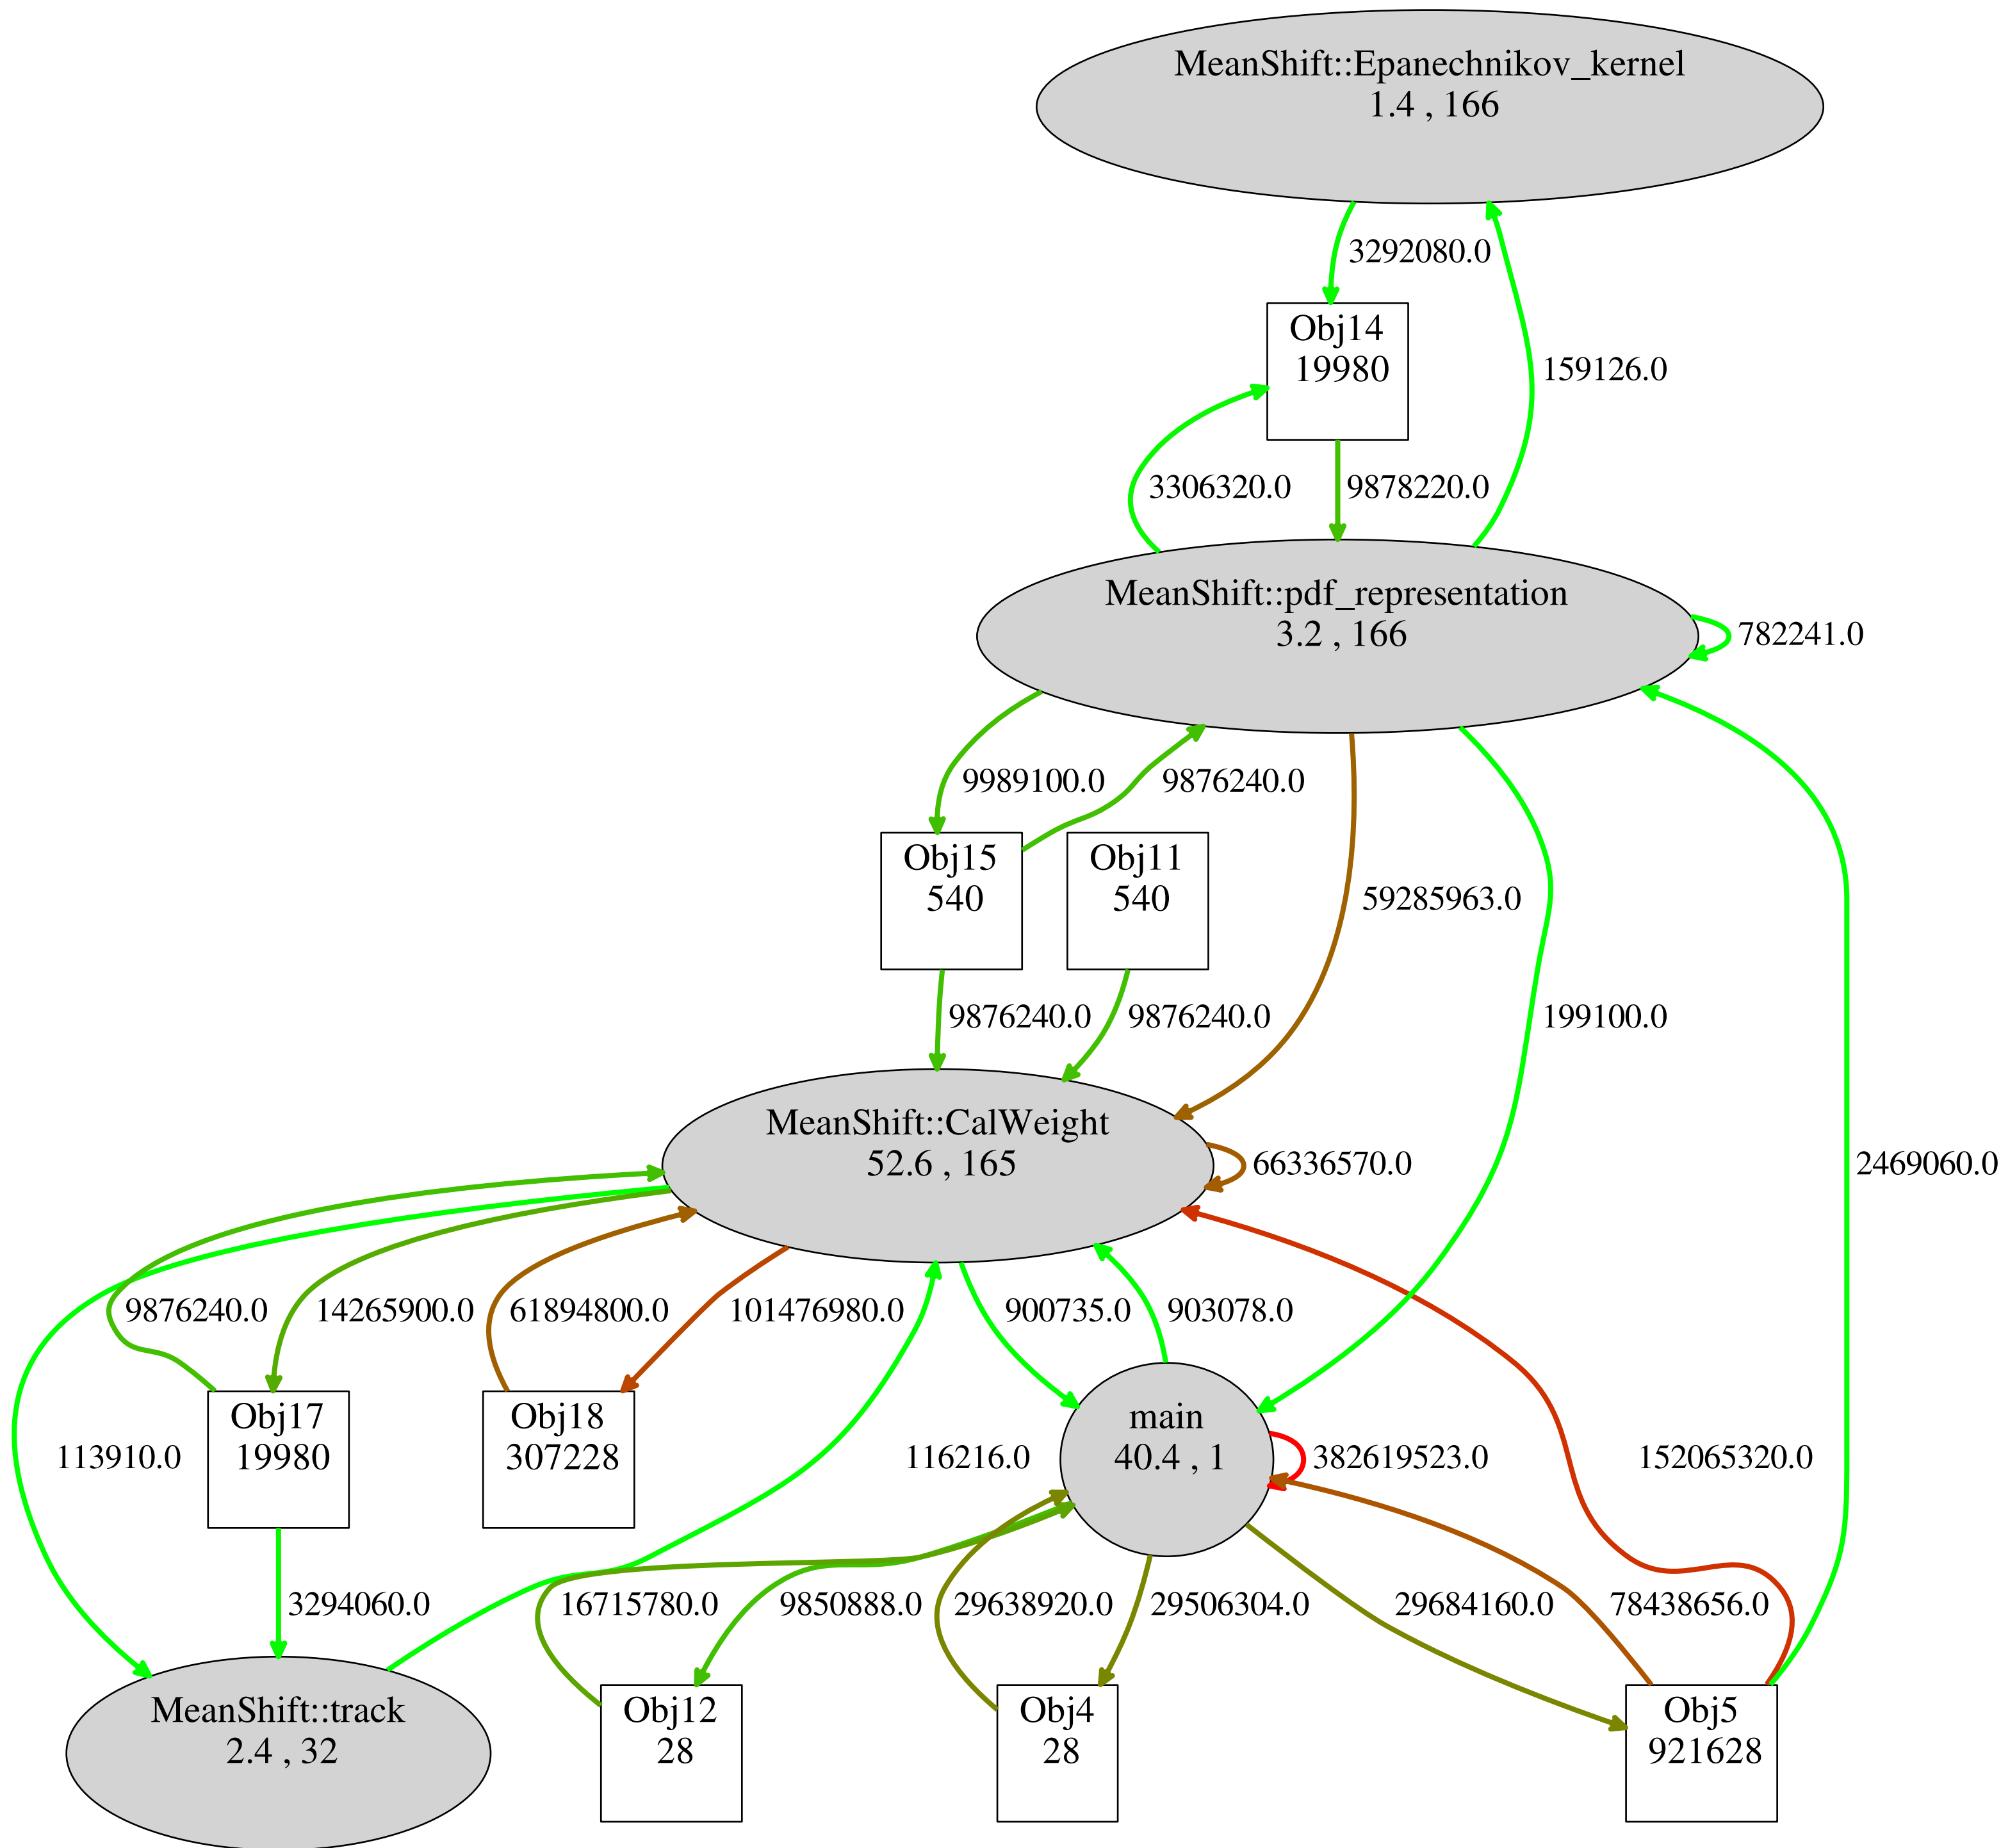 MeanShift::Epanechnikov_kernel
1.4 , 166
3292080.0
Obj14
19980
159126.0
3306320.0
9878220.0
MeanShift::pdf_representation
3.2 , 166
782241.0
9989100.0
9876240.0
Obj15
540
Obj11
540
59285963.0
9876240.0
9876240.0
199100.0
MeanShift::CalWeight
52.6 , 165
66336570.0
2469060.0
9876240.0
14265900.0
61894800.0
101476980.0
900735.0
903078.0
Obj17
19980
Obj18
307228
main
40.4 , 1
113910.0
116216.0
382619523.0
152065320.0
3294060.0
16715780.0
9850888.0
29638920.0
29506304.0
29684160.0
78438656.0
MeanShift::track
2.4 , 32
Obj12
28
Obj4
28
Obj5
921628